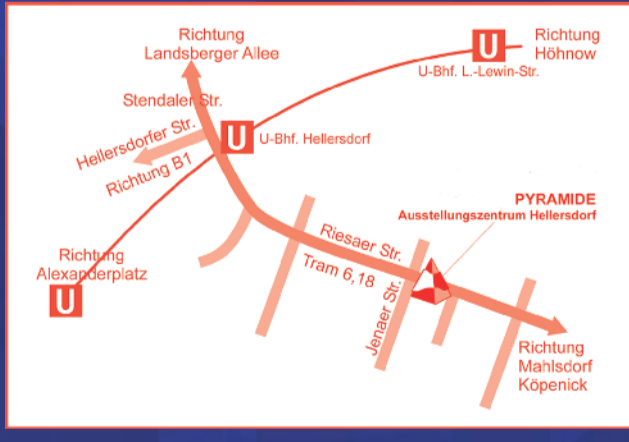 Richtung
Landsberger Allee
Richtung
Höhnow
U
U-Bhf. L.-Lewin-Str.
Stendaler Str.
Hellersdorfer Str.
Richtung B1
U
U-Bhf. Hellersdorf
PYRAMIDE
Ausstellungszentrum Hellersdorf
Riesaer Str.
Tram 6,18
Jenaer Str.
Richtung
Alexanderplatz
U
Richtung
Mahlsdorf
Köpenick